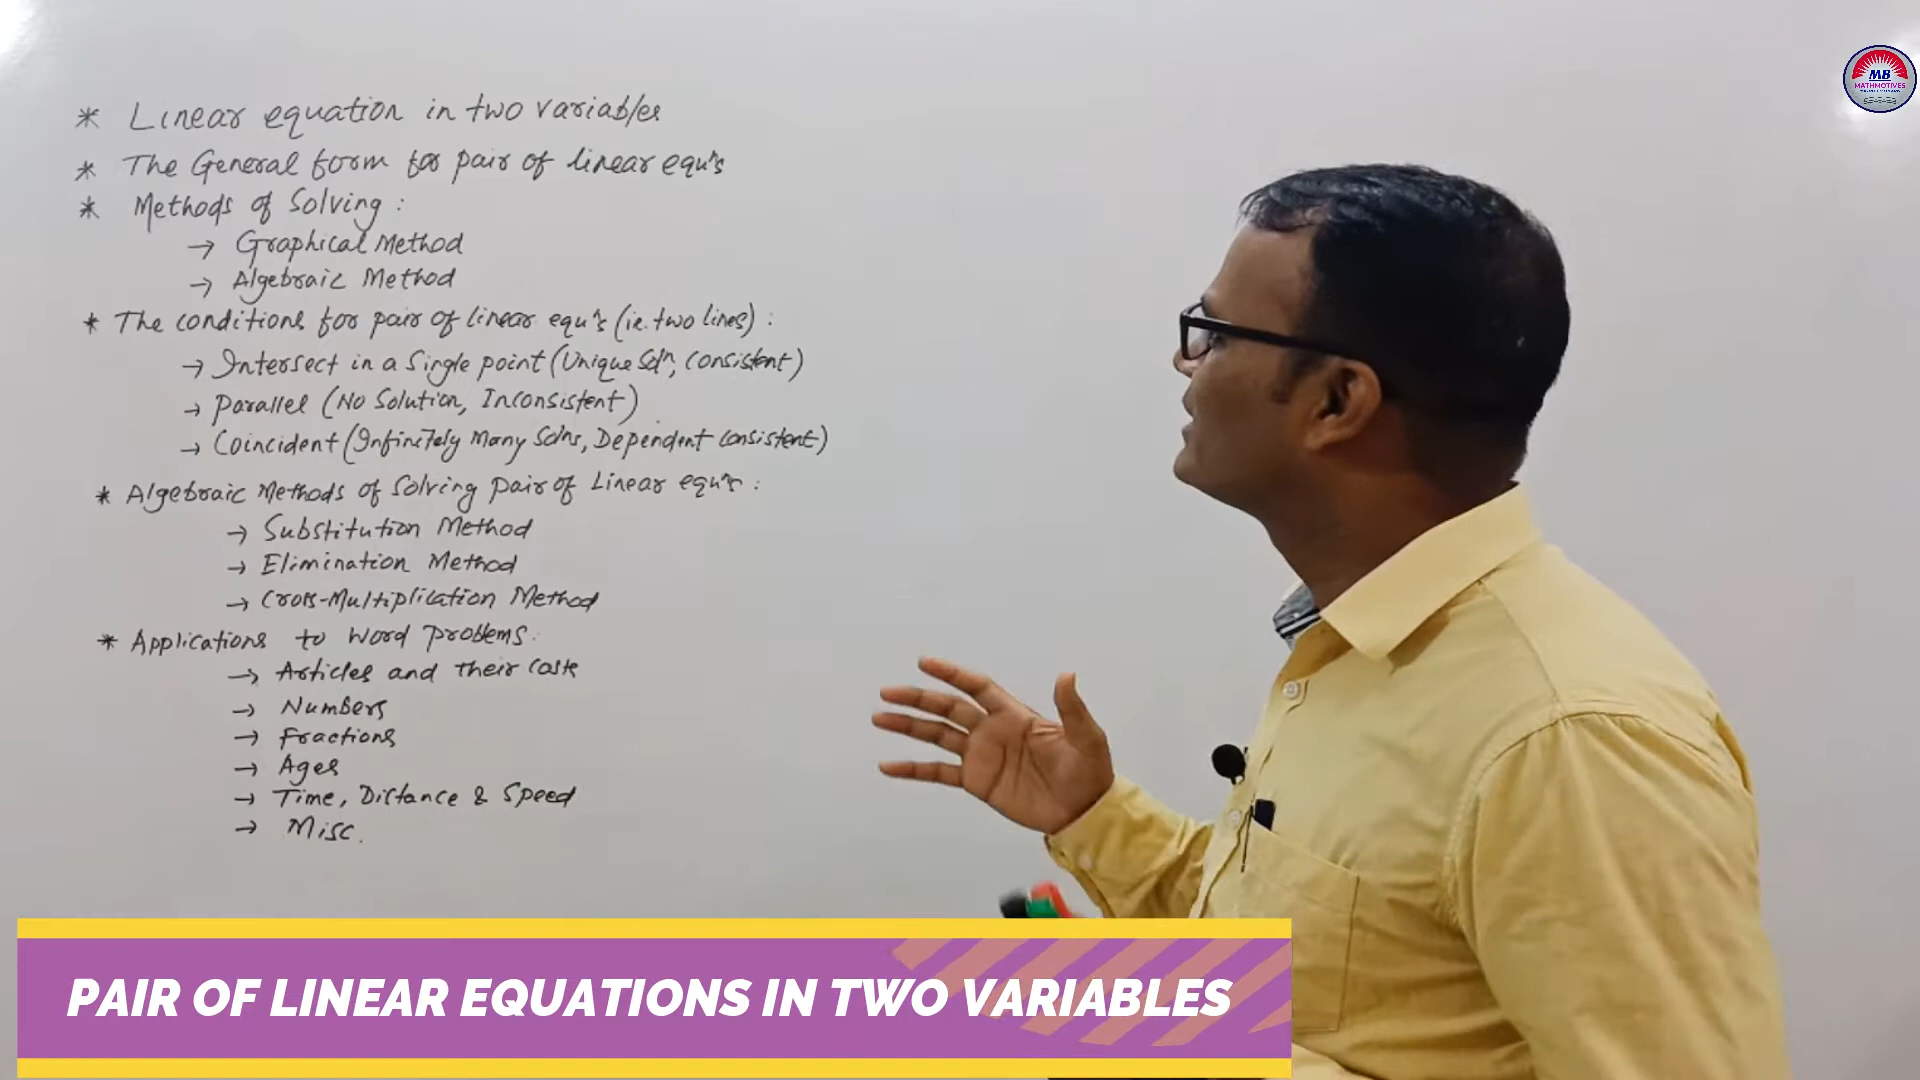 * Linear equation in two variables
* The General form for pair of linear equⁿs
* Methods of Solving :
→ Graphical Method
→ Algebraic Method
* The conditions for pair of linear equⁿs (ie. two lines) :
→ Intersect in a Single point (Unique Solⁿ, Consistent)
→ Parallel (No Solution, Inconsistent)
→ Coincident (Infinitely Many Solns, Dependent Consistent)
* Algebraic Methods of Solving pair of Linear equⁿs :
→ Substitution Method
→ Elimination Method
→ Cross-Multiplication Method
* Applications to Word problems.
→ Articles and their Costs
→ Numbers
→ Fractions
→ Ages
→ Time, Distance & Speed
→ Misc.
MB
MATHMOTIVES
PAIR OF LINEAR EQUATIONS IN TWO VARIABLES